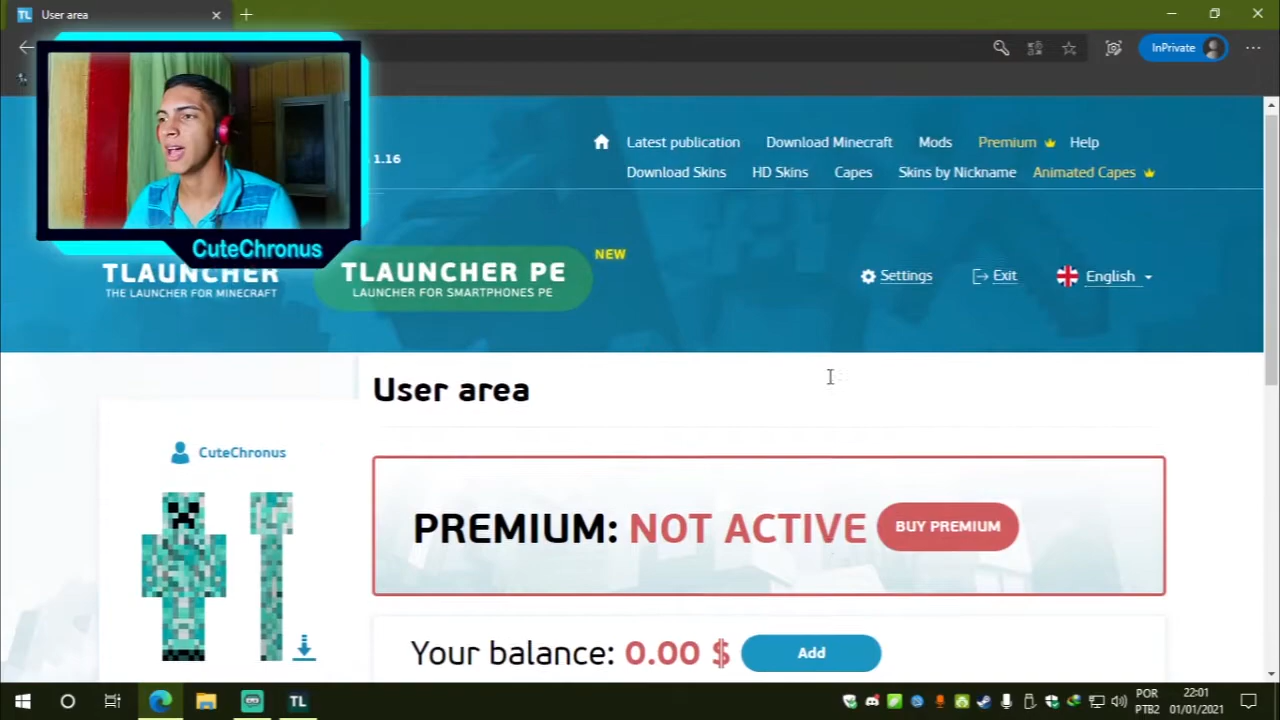 TL User area
InPrivate
1.16
Latest publication Download Minecraft Mods Premium Help
Download Skins HD Skins Capes Skins by Nickname Animated Capes
CuteChronus
TLAUNCHER
THE LAUNCHER FOR MINECRAFT
TLAUNCHER PE
LAUNCHER FOR SMARTPHONES PE
NEW
Settings Exit English
User area
CuteChronus
PREMIUM: NOT ACTIVE BUY PREMIUM
Your balance: 0.00 $ Add
TL
POR
PTB2
22:01
01/01/2021